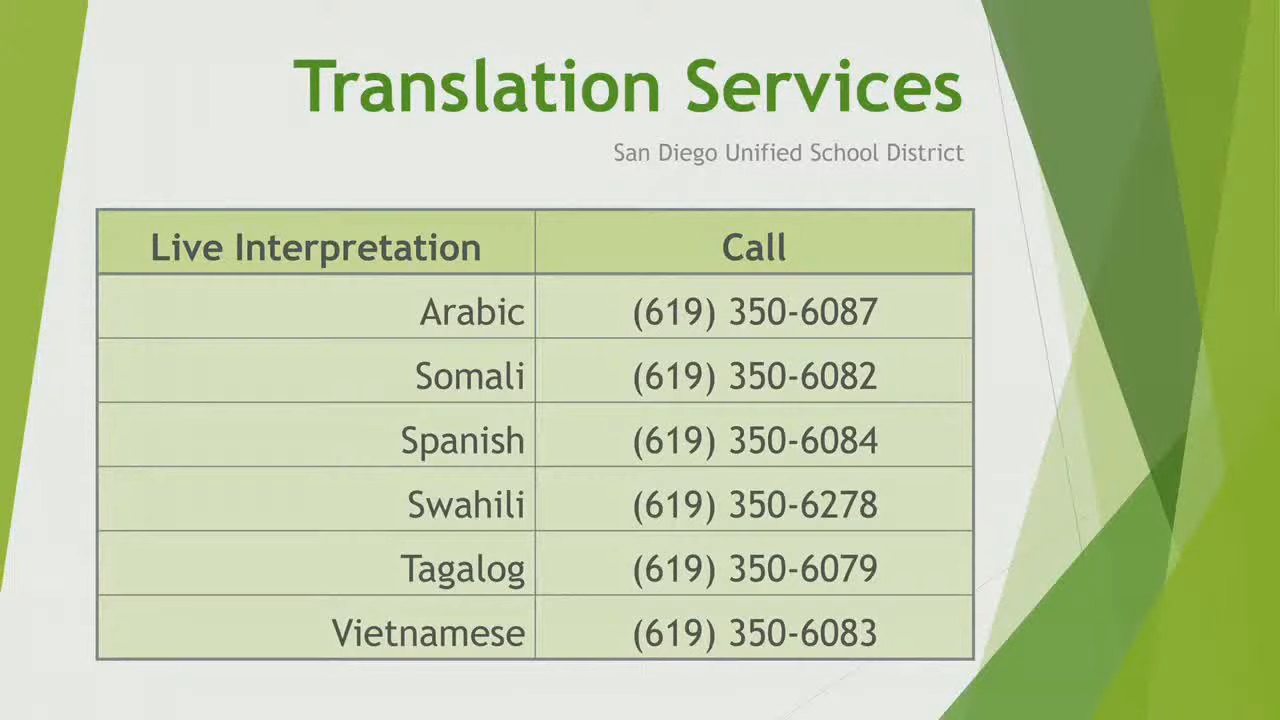 Translation Services
San Diego Unified School District
Live Interpretation Call
Arabic (619) 350-6087
Somali (619) 350-6082
Spanish (619) 350-6084
Swahili (619) 350-6278
Tagalog (619) 350-6079
Vietnamese (619) 350-6083